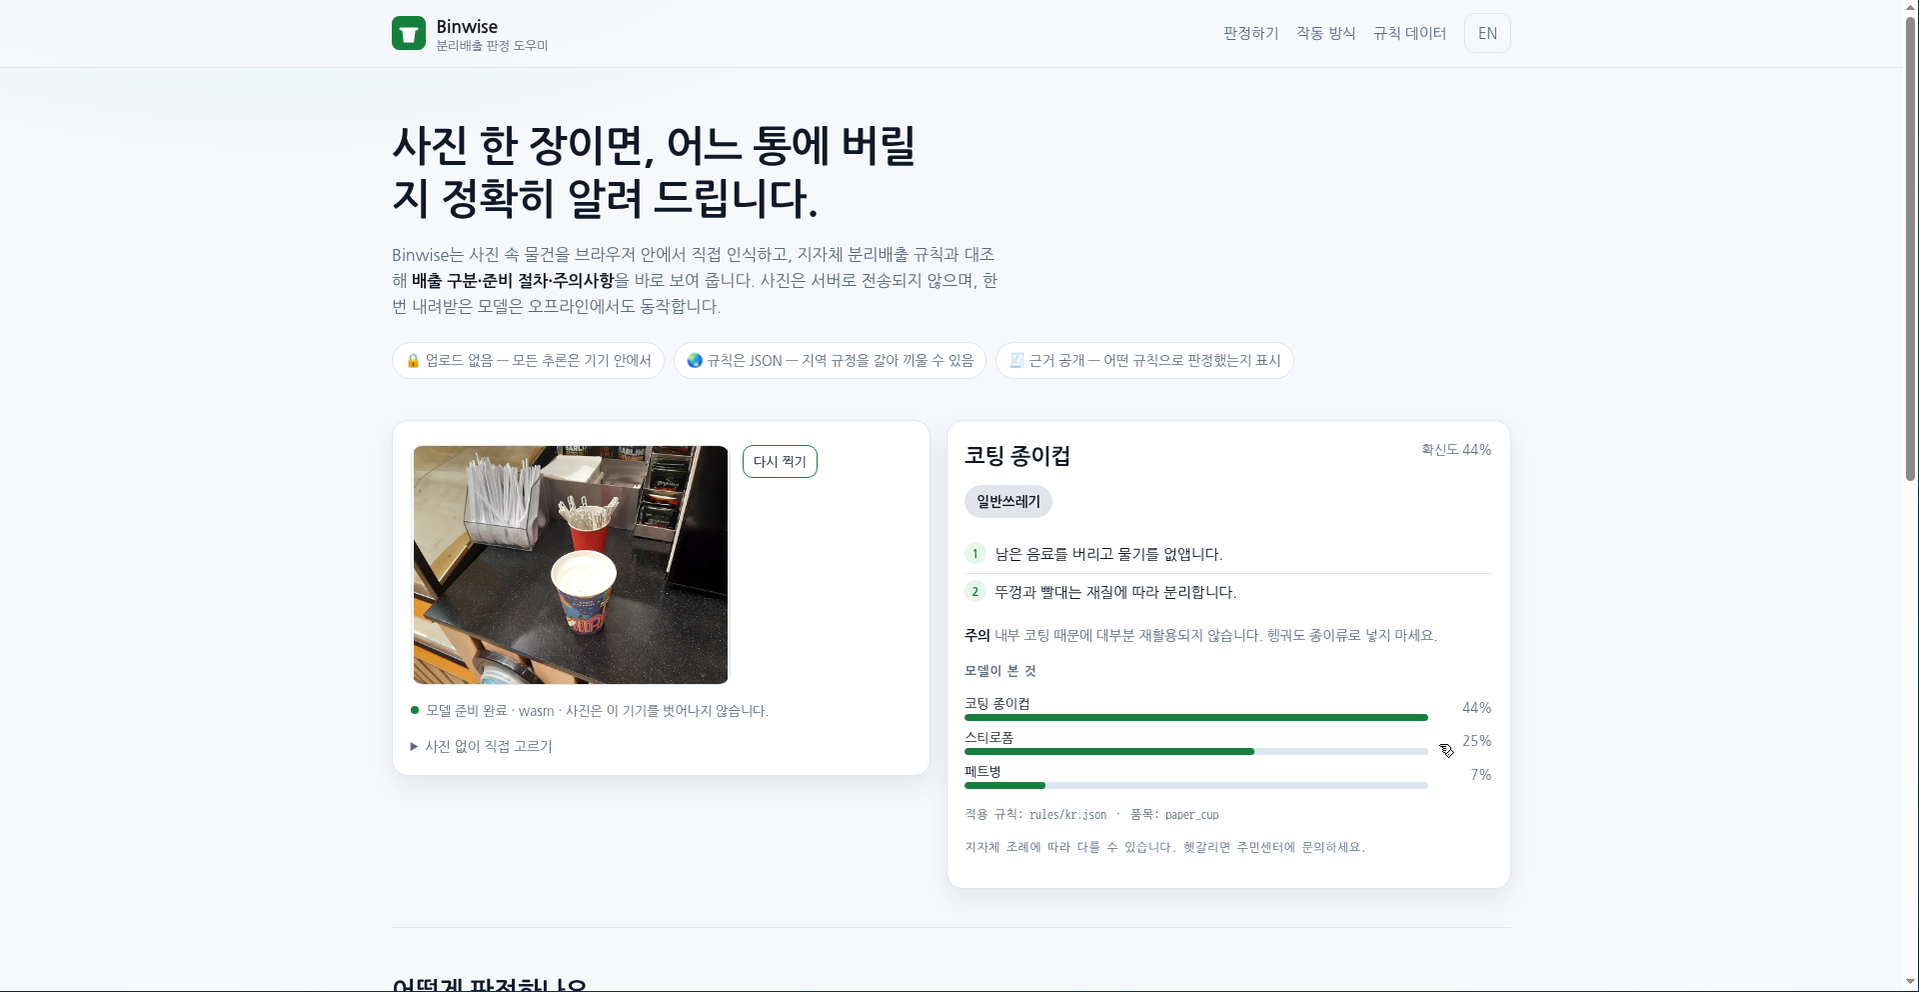 Binwise
분리배출 판정 도우미
판정하기
작동 방식
규칙 데이터
EN
사진 한 장이면, 어느 통에 버릴
지 정확히 알려 드립니다.
Binwise는 사진 속 물건을 브라우저 안에서 직접 인식하고, 지자체 분리배출 규칙과 대조
해 배출 구분·준비 절차·주의사항을 바로 보여 줍니다. 사진은 서버로 전송되지 않으며, 한
번 내려받은 모델은 오프라인에서도 동작합니다.
🔒 업로드 없음 — 모든 추론은 기기 안에서
🌏 규칙은 JSON — 지역 규정을 갈아 끼울 수 있음
🧾 근거 공개 — 어떤 규칙으로 판정했는지 표시
다시 찍기
모델 준비 완료 · wasm · 사진은 이 기기를 벗어나지 않습니다.
▶ 사진 없이 직접 고르기
코팅 종이컵
확신도 44%
일반쓰레기
1 남은 음료를 버리고 물기를 없앱니다.
2 뚜껑과 빨대는 재질에 따라 분리합니다.
주의 내부 코팅 때문에 대부분 재활용되지 않습니다. 헹궈도 종이류로 넣지 마세요.
모델이 본 것
코팅 종이컵 44%
스티로폼 25%
페트병 7%
적용 규칙: rules/kr.json · 품목: paper_cup
지자체 조례에 따라 다를 수 있습니다. 헷갈리면 주민센터에 문의하세요.
어떻게 판정하나요